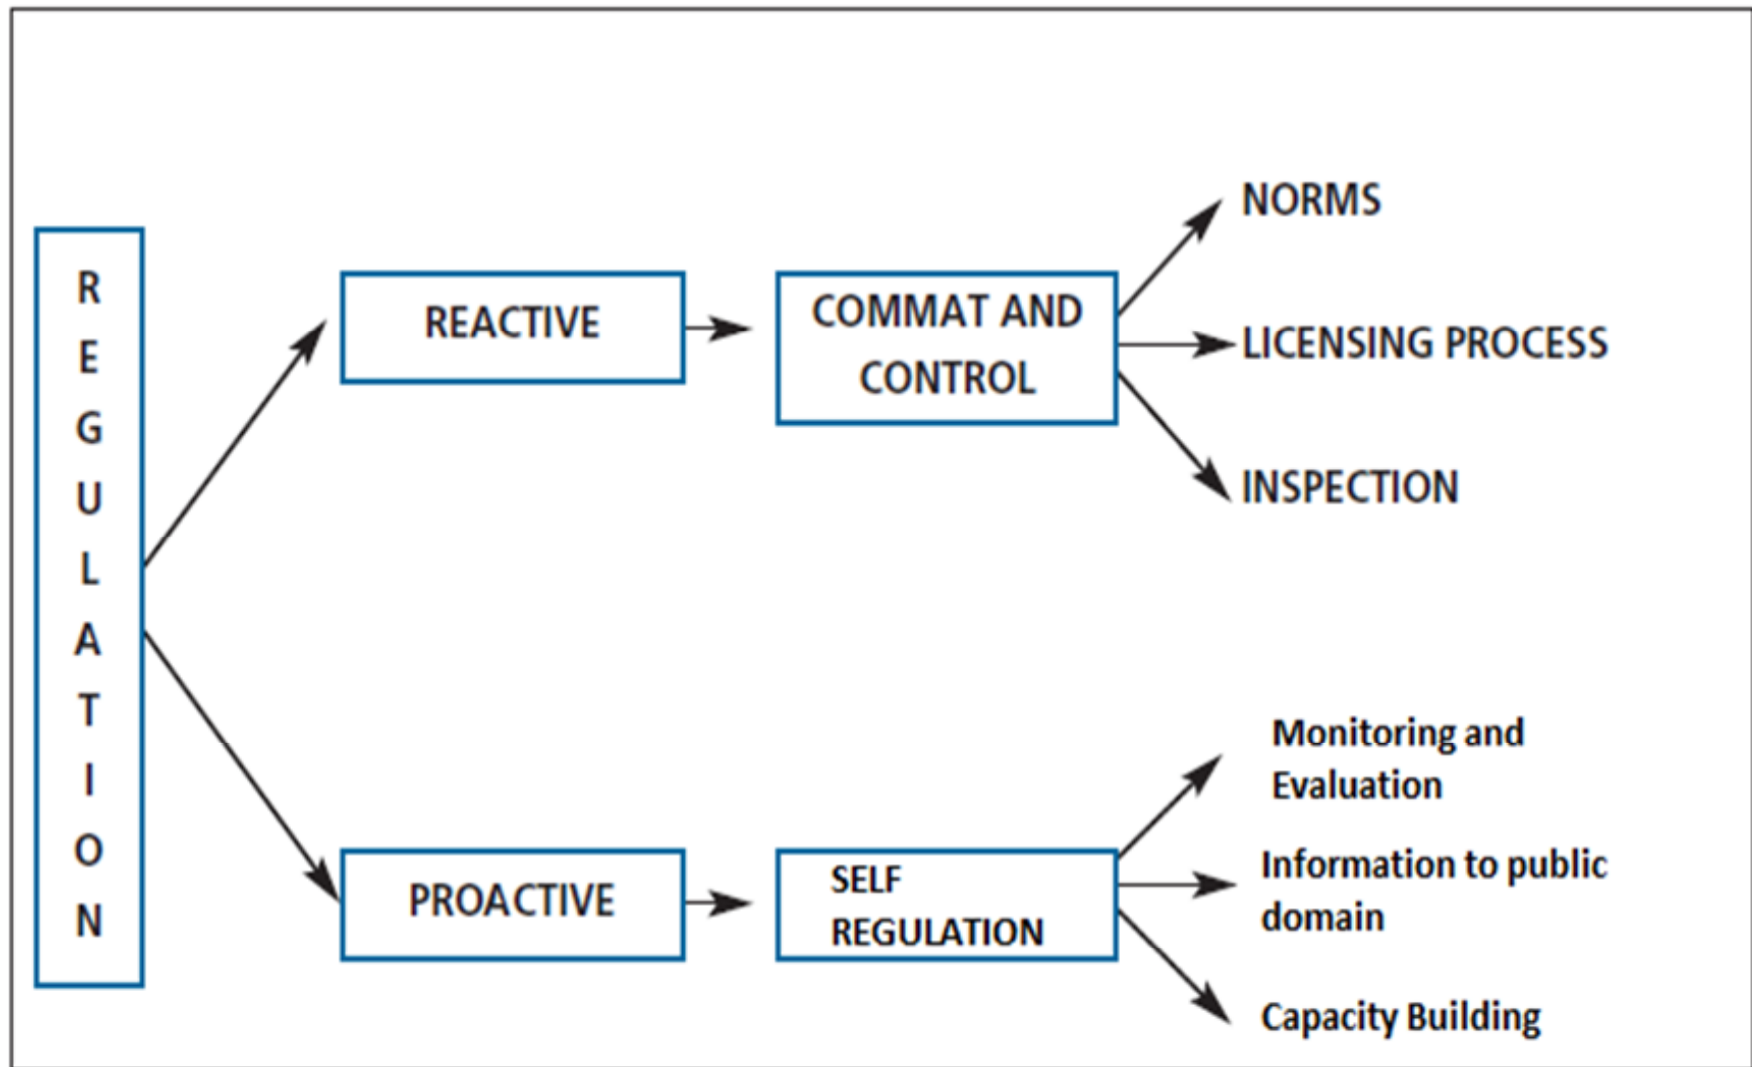 REGULATION
REACTIVE
COMMAT AND
CONTROL
NORMS
LICENSING PROCESS
INSPECTION
PROACTIVE
SELF
REGULATION
Monitoring and
Evaluation
Information to public
domain
Capacity Building